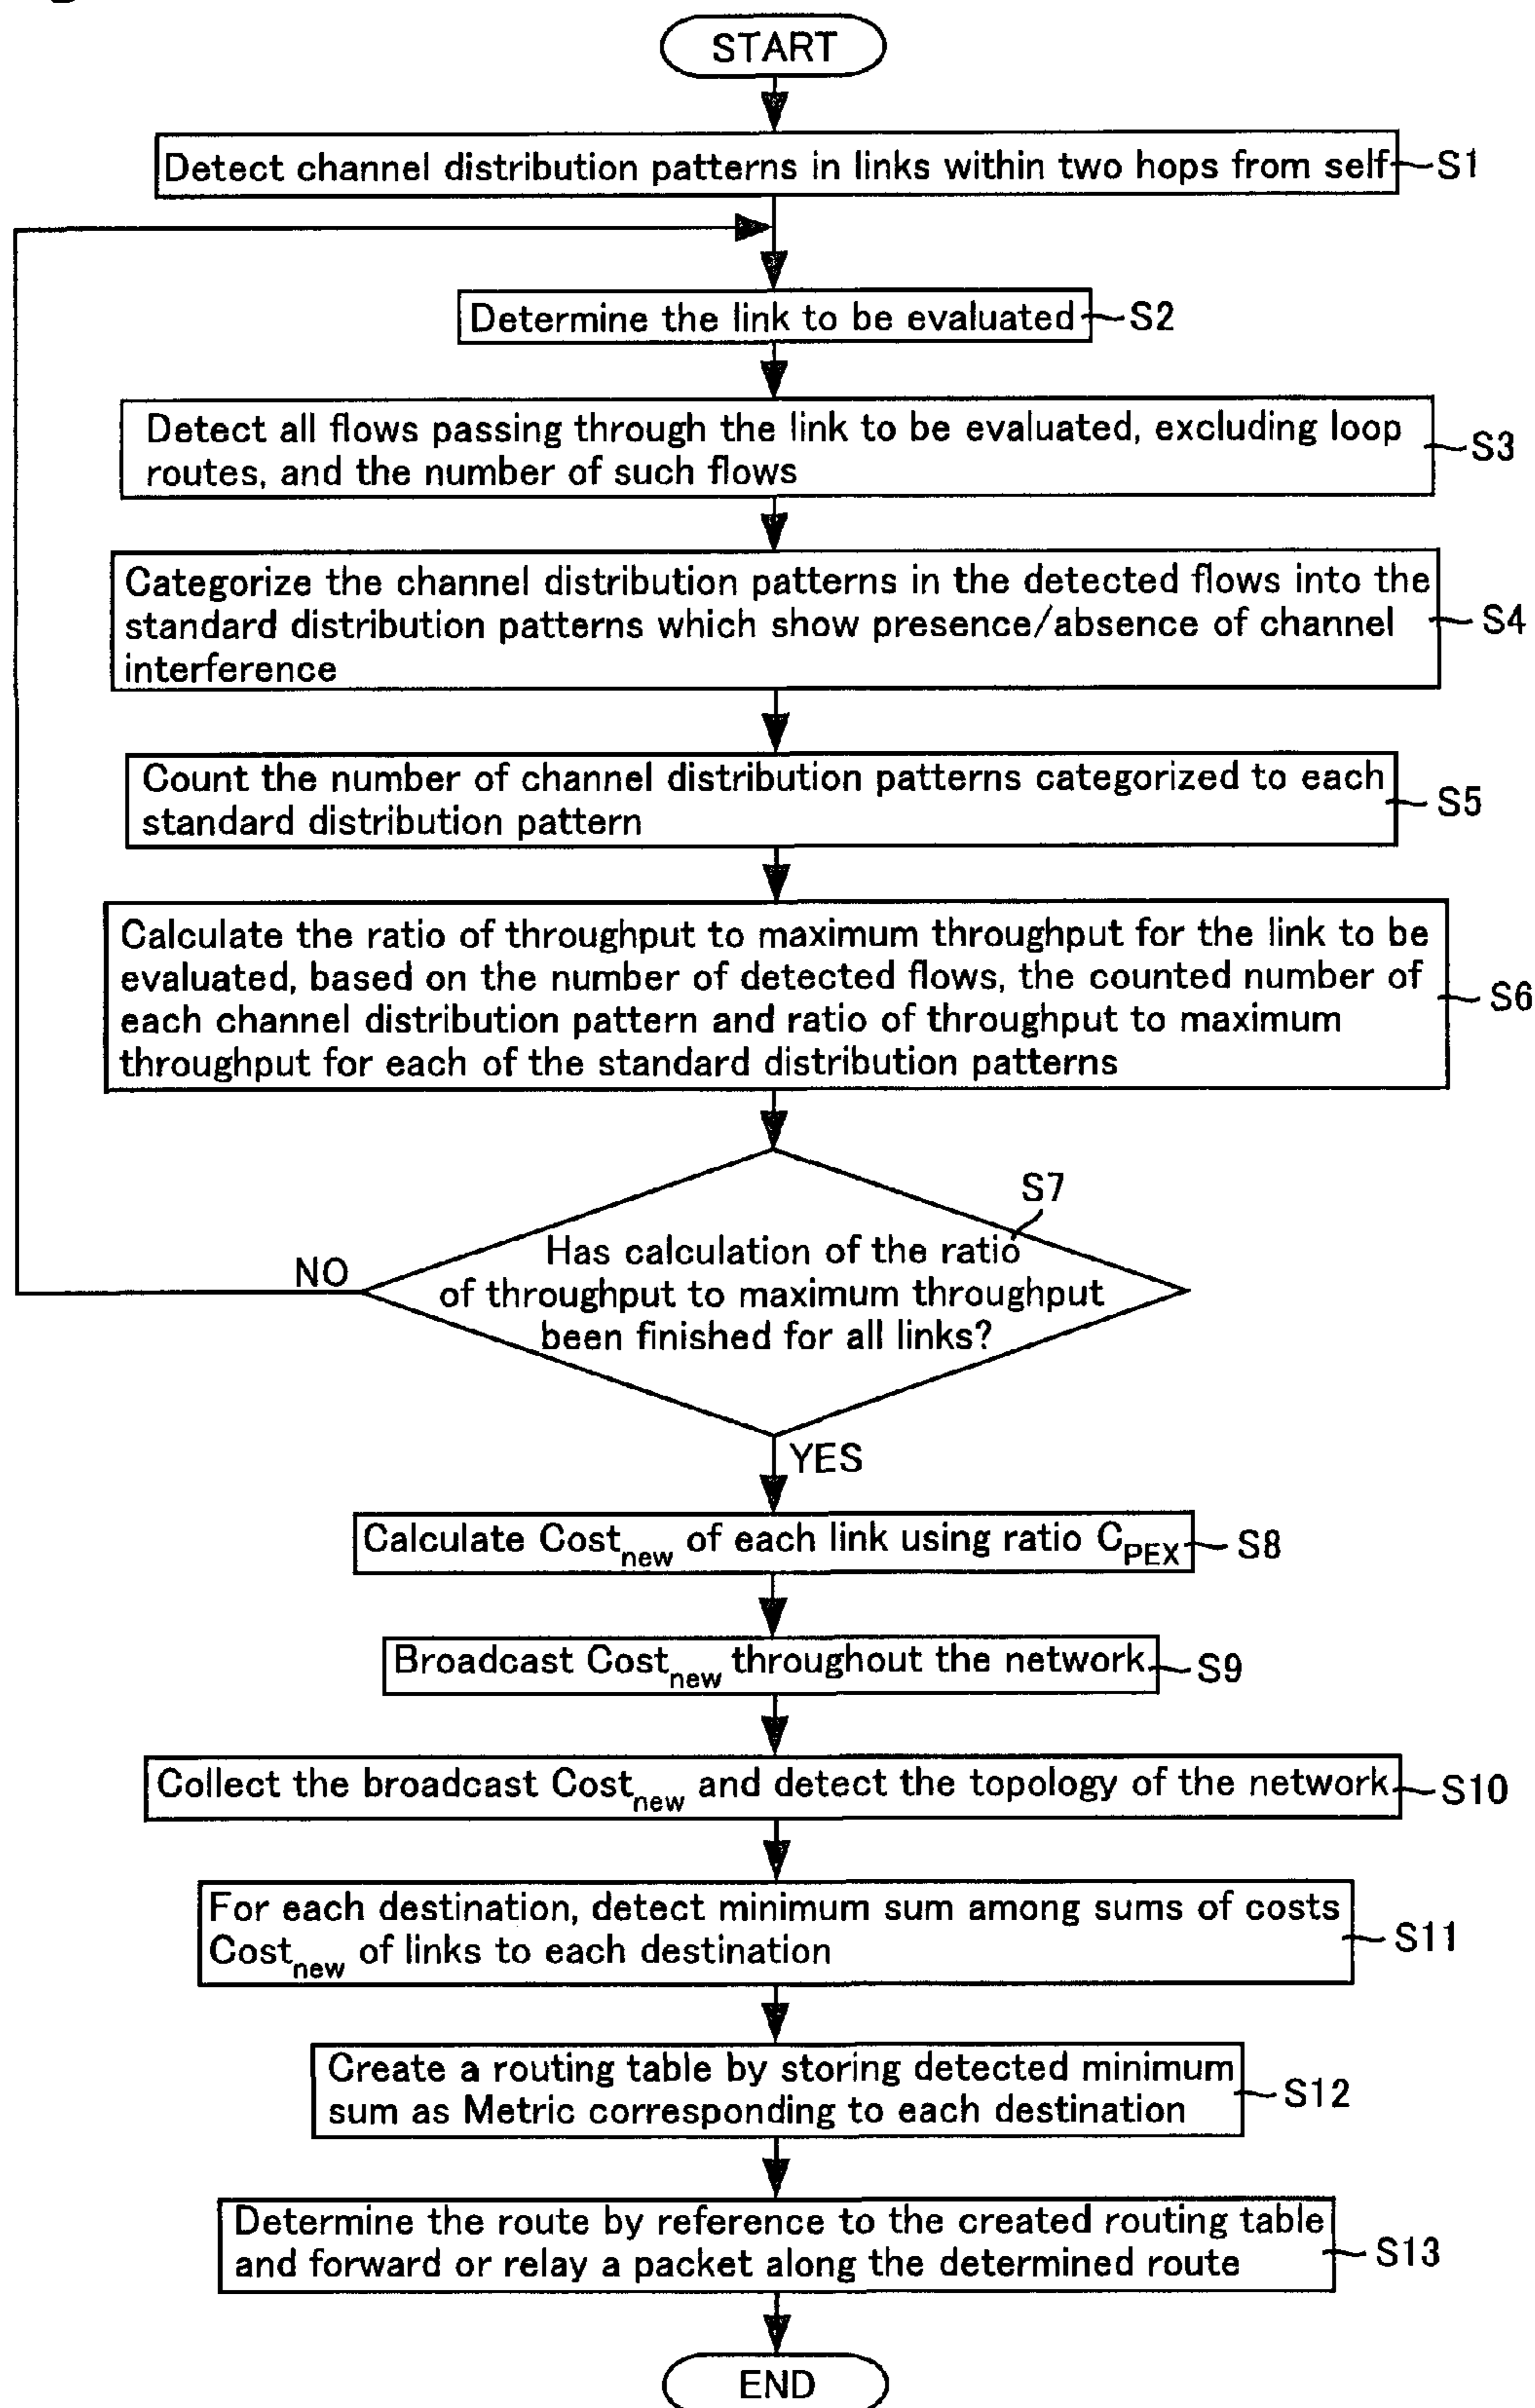 START
Detect channel distribution patterns in links within two hops from self
S1
Determine the link to be evaluated
S2
Detect all flows passing through the link to be evaluated, excluding loop
routes, and the number of such flows
S3
Categorize the channel distribution patterns in the detected flows into the
standard distribution patterns which show presence/absence of channel
interference
S4
Count the number of channel distribution patterns categorized to each
standard distribution pattern
S5
Calculate the ratio of throughput to maximum throughput for the link to be
evaluated, based on the number of detected flows, the counted number of
each channel distribution pattern and ratio of throughput to maximum
throughput for each of the standard distribution patterns
S6
S7
Has calculation of the ratio
of throughput to maximum throughput
been finished for all links?
NO
YES
Calculate Cost_new of each link using ratio C_PEX
S8
Broadcast Cost_new throughout the network
S9
Collect the broadcast Cost_new and detect the topology of the network
S10
For each destination, detect minimum sum among sums of costs
Cost_new of links to each destination
S11
Create a routing table by storing detected minimum
sum as Metric corresponding to each destination
S12
Determine the route by reference to the created routing table
and forward or relay a packet along the determined route
S13
END